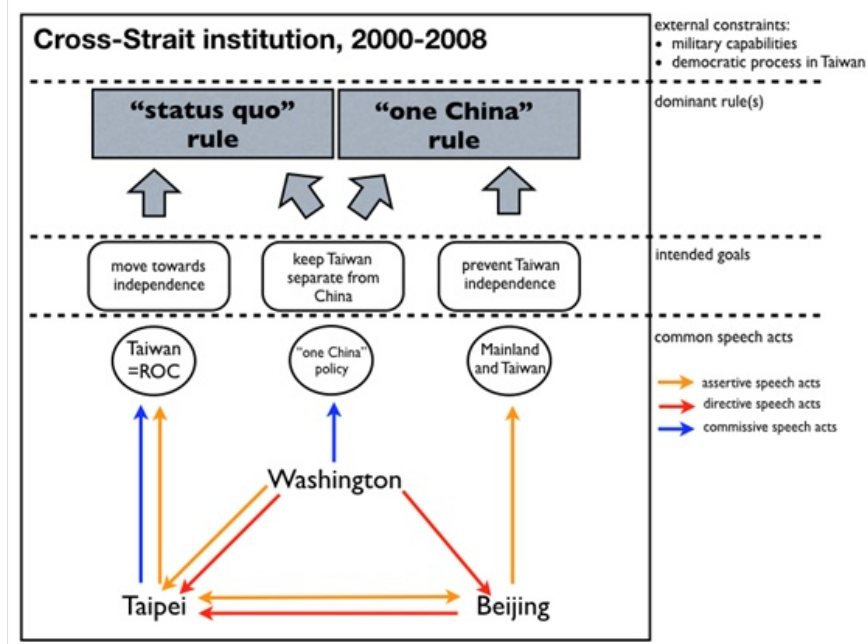 Cross-Strait institution, 2000-2008
external constraints:
• military capabilities
• democratic process in Taiwan
"status quo"
rule
"one China"
rule
dominant rule(s)
move towards
independence
keep Taiwan
separate from
China
prevent Taiwan
independence
intended goals
Taiwan
=ROC
"one China"
policy
Mainland
and Taiwan
common speech acts
assertive speech acts
directive speech acts
commissive speech acts
Washington
Taipei
Beijing